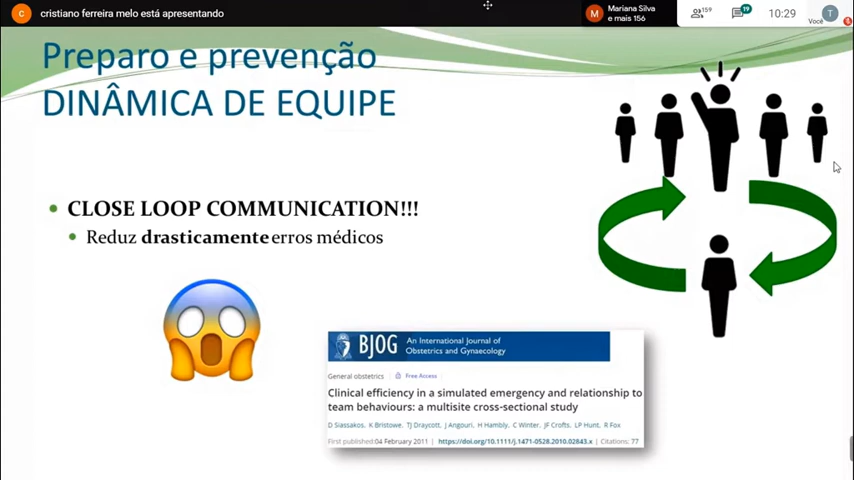 c cristiano ferreira melo está apresentando
M Mariana Silva
e mais 156
159
19
10:29
Você
T
Preparo e prevenção
DINÂMICA DE EQUIPE
• CLOSE LOOP COMMUNICATION!!!
• Reduz drasticamente erros médicos
BJOG An International Journal of
Obstetrics and Gynaecology
General obstetrics Free Access
Clinical efficiency in a simulated emergency and relationship to
team behaviours: a multisite cross-sectional study
D Siassakos, K Bristowe, TJ Draycott, J Angouri, H Hambly, C Winter, JF Crofts, LP Hunt, R Fox
First published:04 February 2011 | https://doi.org/10.1111/j.1471-0528.2010.02843.x | Citations: 77